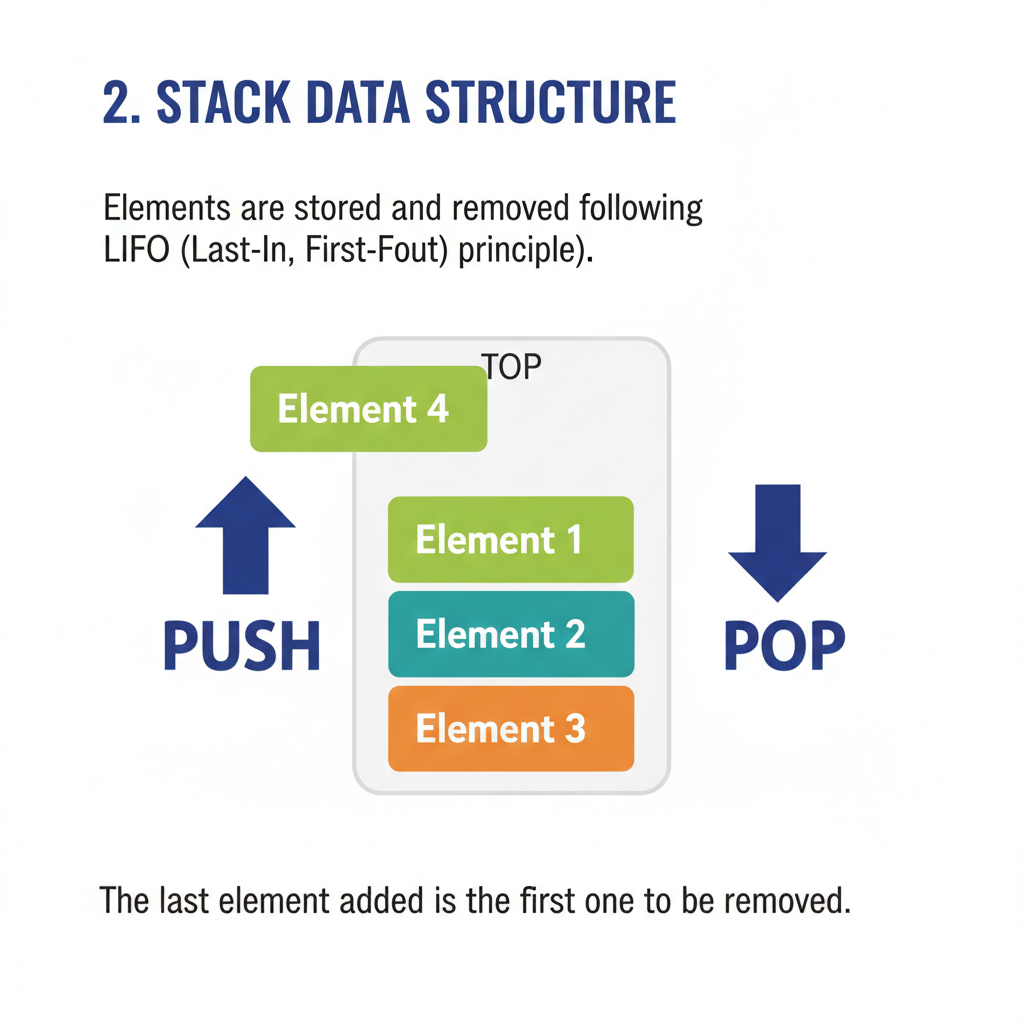 2. STACK DATA STRUCTURE
Elements are stored and removed following
LIFO (Last-In, First-Fout) principle).
TOP
Element 4
Element 1
Element 2
Element 3
PUSH
POP
The last element added is the first one to be removed.